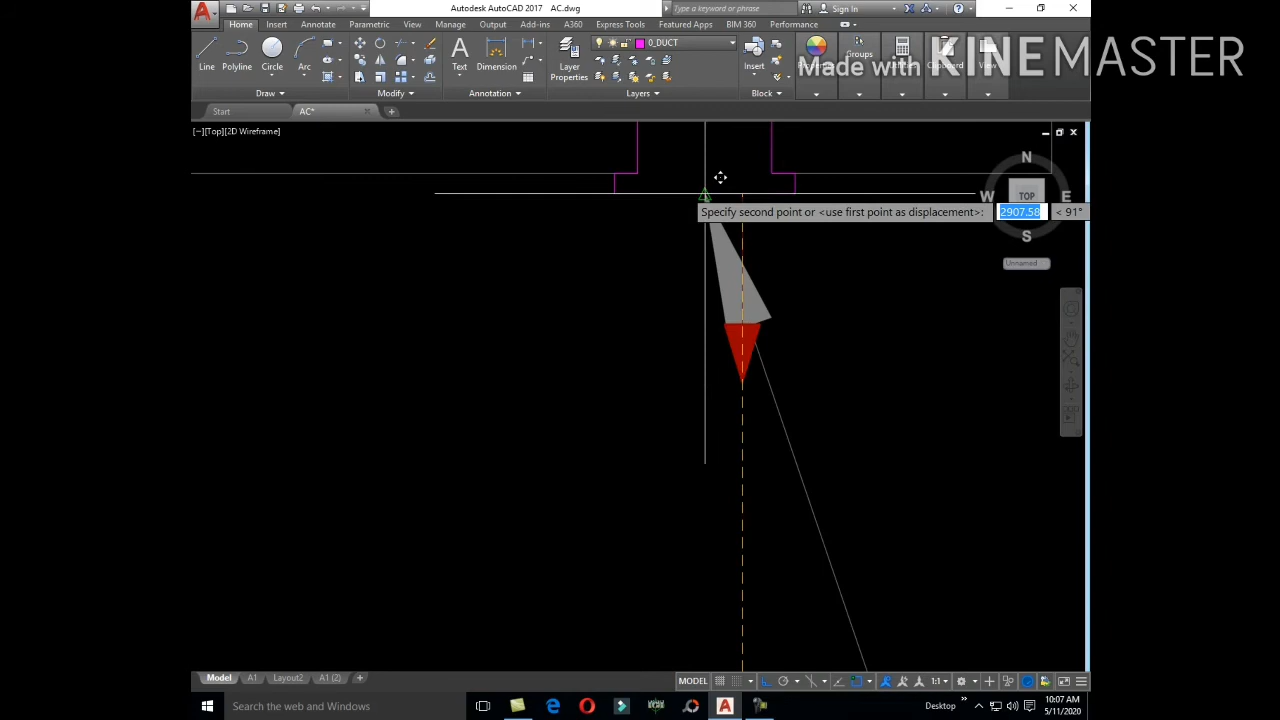 Autodesk AutoCAD 2017 AC.dwg
Type a keyword or phrase
Sign In
Home Insert Annotate Parametric View Manage Output Add-ins A360 Express Tools Featured Apps BIM 360 Performance
0_DUCT
Line Polyline Circle Arc Text Dimension Layer Properties Insert Groups
Made with KINEMASTER
Draw Modify Annotation Layers Block
Start AC*
[−][Top][2D Wireframe]
N
W TOP E
S
Unnamed
Specify second point or <use first point as displacement>: 2907.58 < 91°
Model A1 Layout2 A1 (2)
MODEL 1:1
Search the web and Windows
Desktop
10:07 AM
5/11/2020